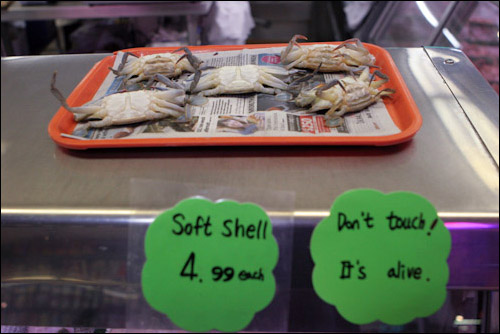 Soft Shell
4.99 each
Don't touch!
It's alive.